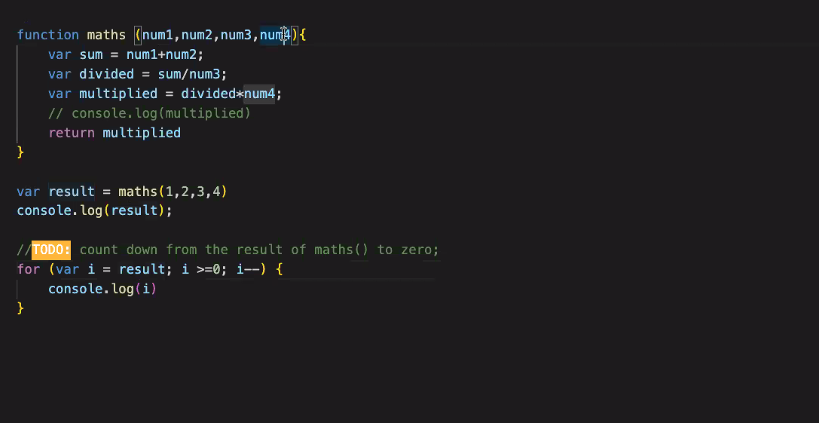 function maths (num1,num2,num3,num4){
    var sum = num1+num2;
    var divided = sum/num3;
    var multiplied = divided*num4;
    // console.log(multiplied)
    return multiplied
}
var result = maths(1,2,3,4)
console.log(result);
//TODO: count down from the result of maths() to zero;
for (var i = result; i >=0; i--) {
    console.log(i)
}